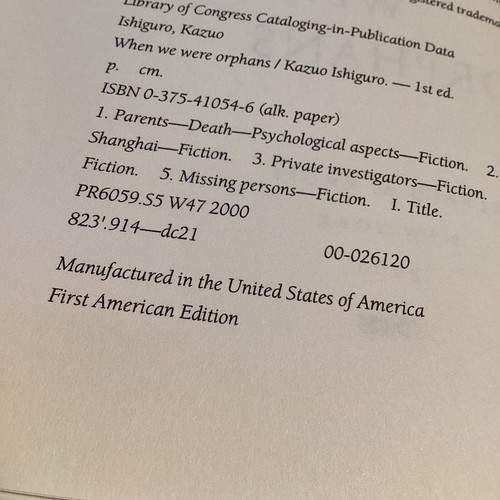 Library of Congress Cataloging-in-Publication Data
Ishiguro, Kazuo
When we were orphans / Kazuo Ishiguro. — 1st ed.
p. cm.
ISBN 0-375-41054-6 (alk. paper)
1. Parents—Death—Psychological aspects—Fiction. 2.
Shanghai—Fiction. 3. Private investigators—Fiction.
Fiction. 5. Missing persons—Fiction. I. Title.
PR6059.S5 W47 2000
823'.914—dc21
00-026120
Manufactured in the United States of America
First American Edition